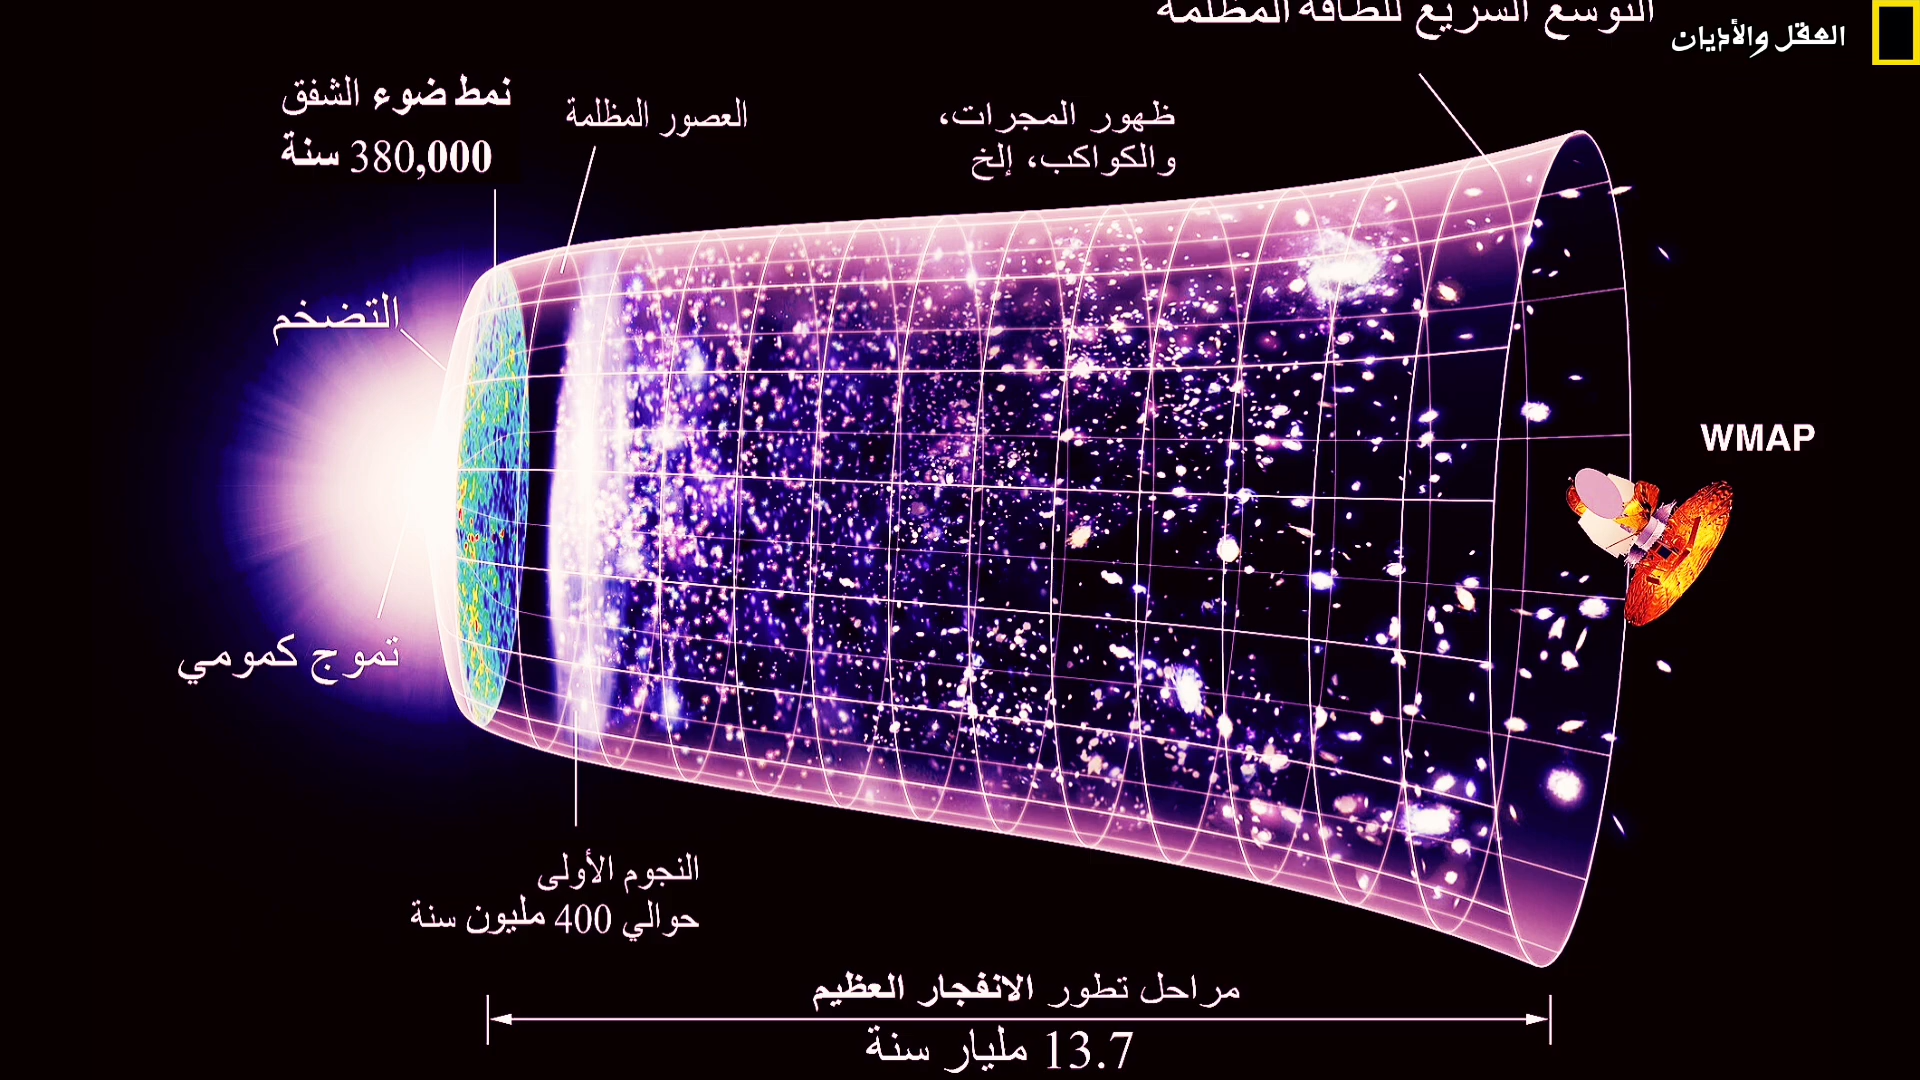 التوسع السريع للطاقة المظلمة
العقل والأديان
نمط ضوء الشفق
380,000 سنة
العصور المظلمة
ظهور المجرات،
والكواكب، إلخ
التضخم
WMAP
تموج كمومي
النجوم الأولى
حوالي 400 مليون سنة
مراحل تطور الانفجار العظيم
13.7 مليار سنة